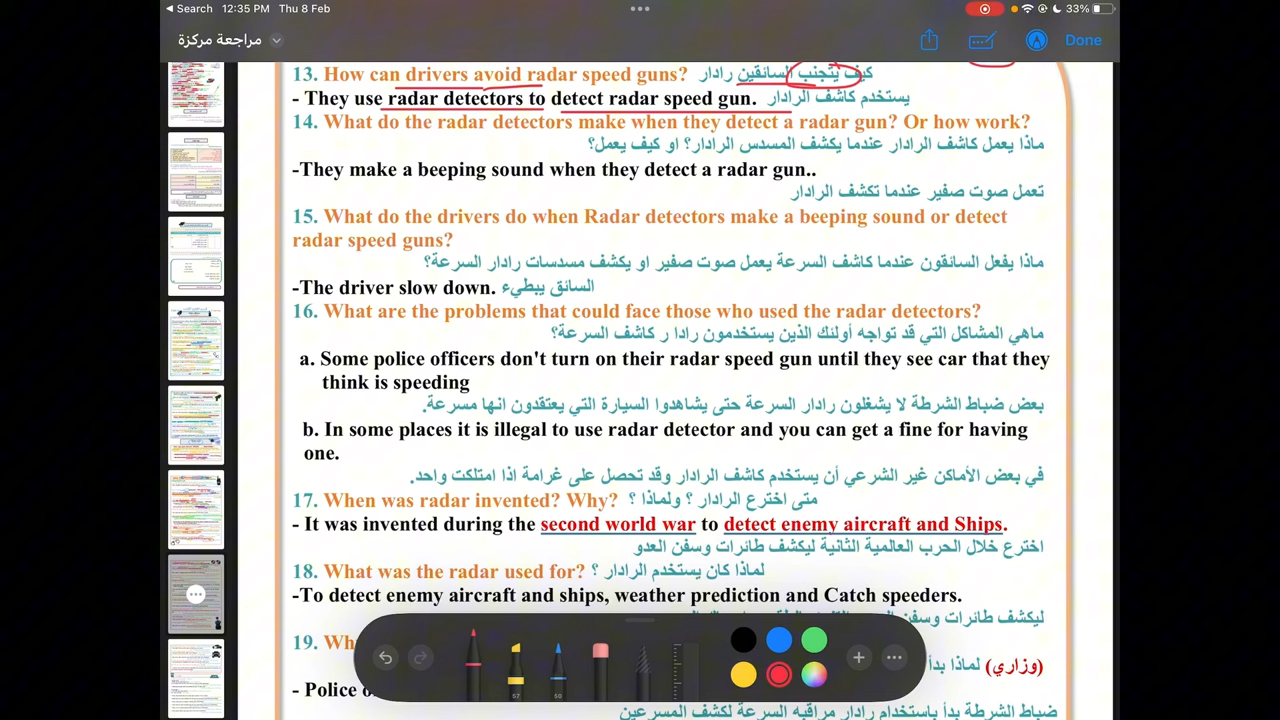 Search 12:35 PM Thu 8 Feb 33%
مراجعة مركزة Done
13. How can drivers avoid radar speed guns? كيف يتجنب السائقين رادار
- They use radar detectors to detect radar speed gun. يستخدم كاشف الرادار
14. What do the radar detectors make when they detect a radar gun? Or how work?
ماذا يعمل كاشف الرادار عندما يكشف المسدس الرادار؟ او كيف يعمل؟
-They make a beeping sound when they detect a radar gun..
تعمل صوت صفير عندما تكشف الرادار
15. What do the drivers do when Radar detectors make a beeping sound or detect
radar speed guns?
ماذا يفعل السائقون عندما كاشف السرعة يعمل صوت صفير او يكشف مسدسات رادار السرعة؟
-The driver slow down. السائق يبطيء
16. What are the problems that could face those who used the radar detectors?
ماهي المشاكل التي قد تواجه أولئك الذين يستخدمون رادار كاشف السرعة؟
a. Some police officers don't turn on their radar speed gun until they see car that they
think is speeding
بعض ضباط الشرطة لا يشغلون رادار السرعة حتى يشاهدوا السيارة التي يعتقدون انها مسرعة.
b. In some places it is illegal to use radar detector and you can get fine for having
one.
في بعض الأماكن غير الشرعي أن يستخدم كاشف الرادار وقد تحصل على غرامة اذا امتلكت واحد.
17. When was radar invented? Why? متى اخترع الرادار ؟ ولماذا ؟
- It was invented during the second world war to detect enemy aircraft and Ships.
اخترع خلال الحرب العالمية الثانية ليكشف طائرات وسفن العدو
18. What was the radar used for? لماذا كان يستخدم الرادار ؟
-To detect enemy aircraft and ships, weather prediction and Catch speeders.
ليكشف طائرات وسفن
19. Wh
(وزاري) لماذا بدأ
- Polic
ضباط الشرطة بدأ باستخدام رادار مراقبة السرعة لكشف المسرعين